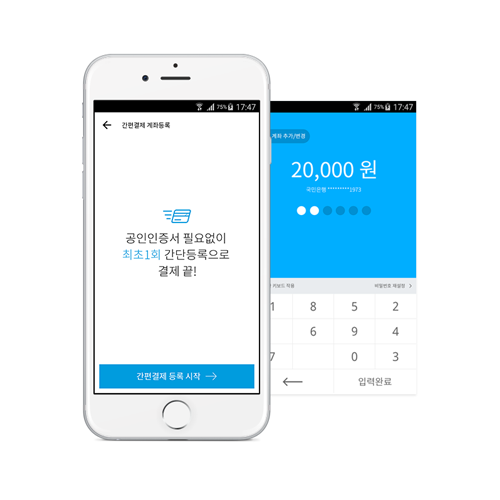 75% 17:47
간편결제 계좌등록
공인인증서 필요없이
최초1회 간단등록으로
결제 끝!
간편결제 등록 시작
75% 17:47
계좌 추가/변경
20,000 원
국민은행 *********1973
키보드 작동
비밀번호 재설정
1 8 5 2
6 9 4
7 0 3
입력완료